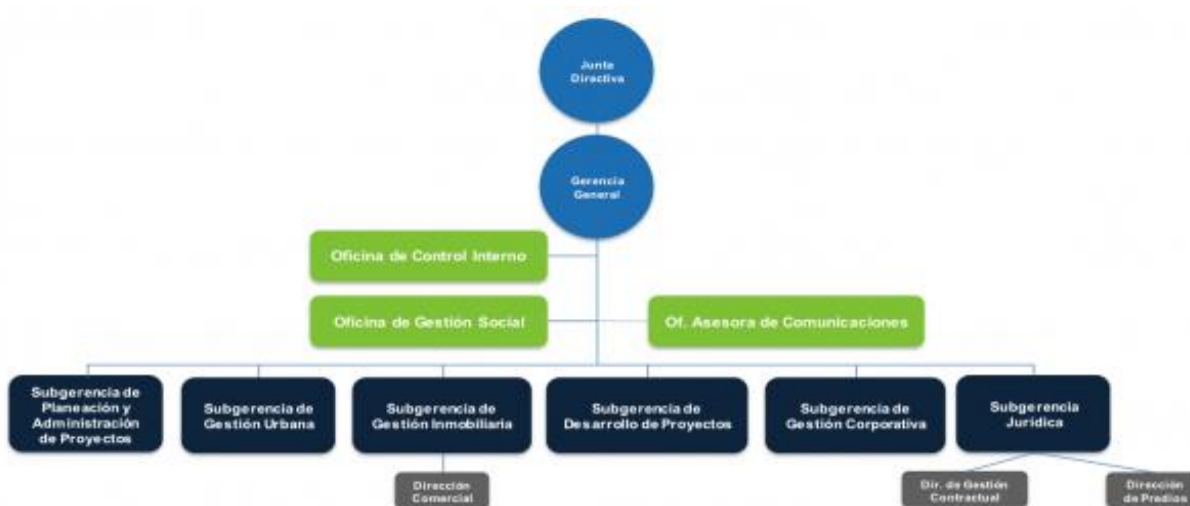 Junta
Directiva
Gerencia
General
Oficina de Control Interno
Oficina de Gestión Social
Of. Asesora de Comunicaciones
Subgerencia de
Planeación y
Administración
de Proyectos
Subgerencia de
Gestión Urbana
Subgerencia de
Gestión Inmobiliaria
Subgerencia de
Desarrollo de Proyectos
Subgerencia de
Gestión Corporativa
Subgerencia
Jurídica
Dirección
Comercial
Dir. de Gestión
Contractual
Dirección
de Predios